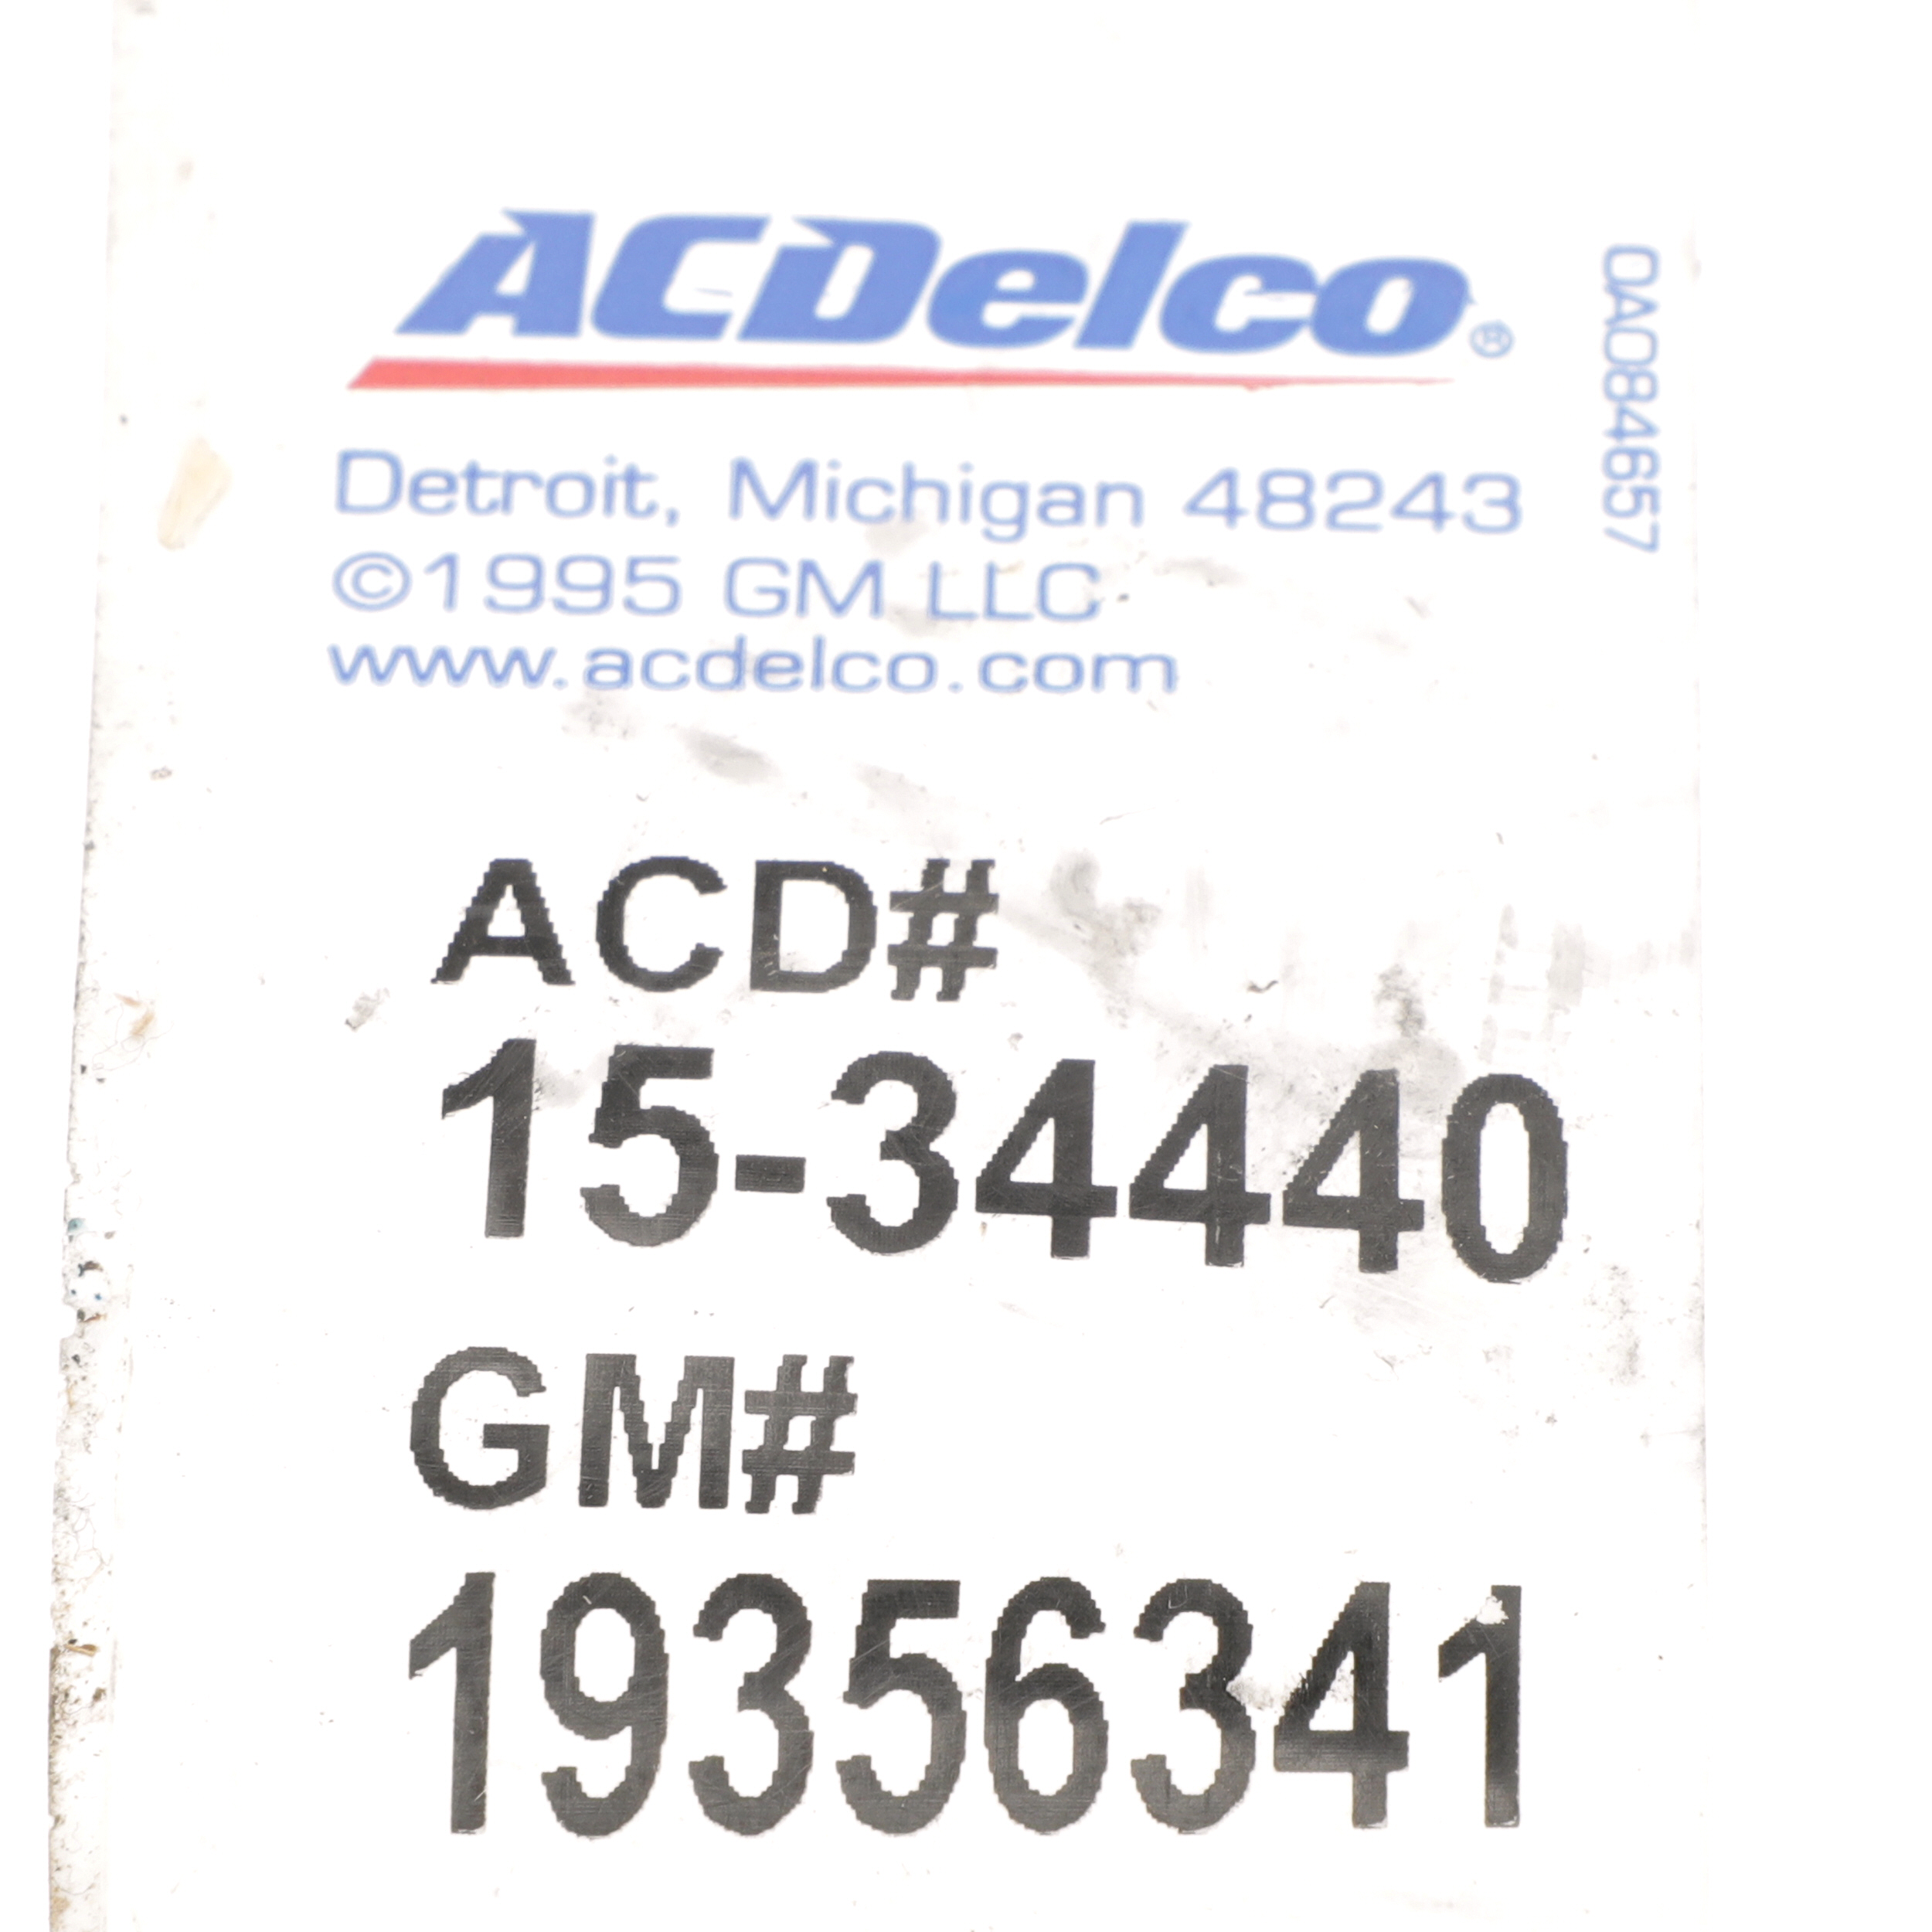 ACDelco®
Detroit, Michigan 48243
©1995 GM LLC
www.acdelco.com
0A084657
ACD#
15-34440
GM#
19356341